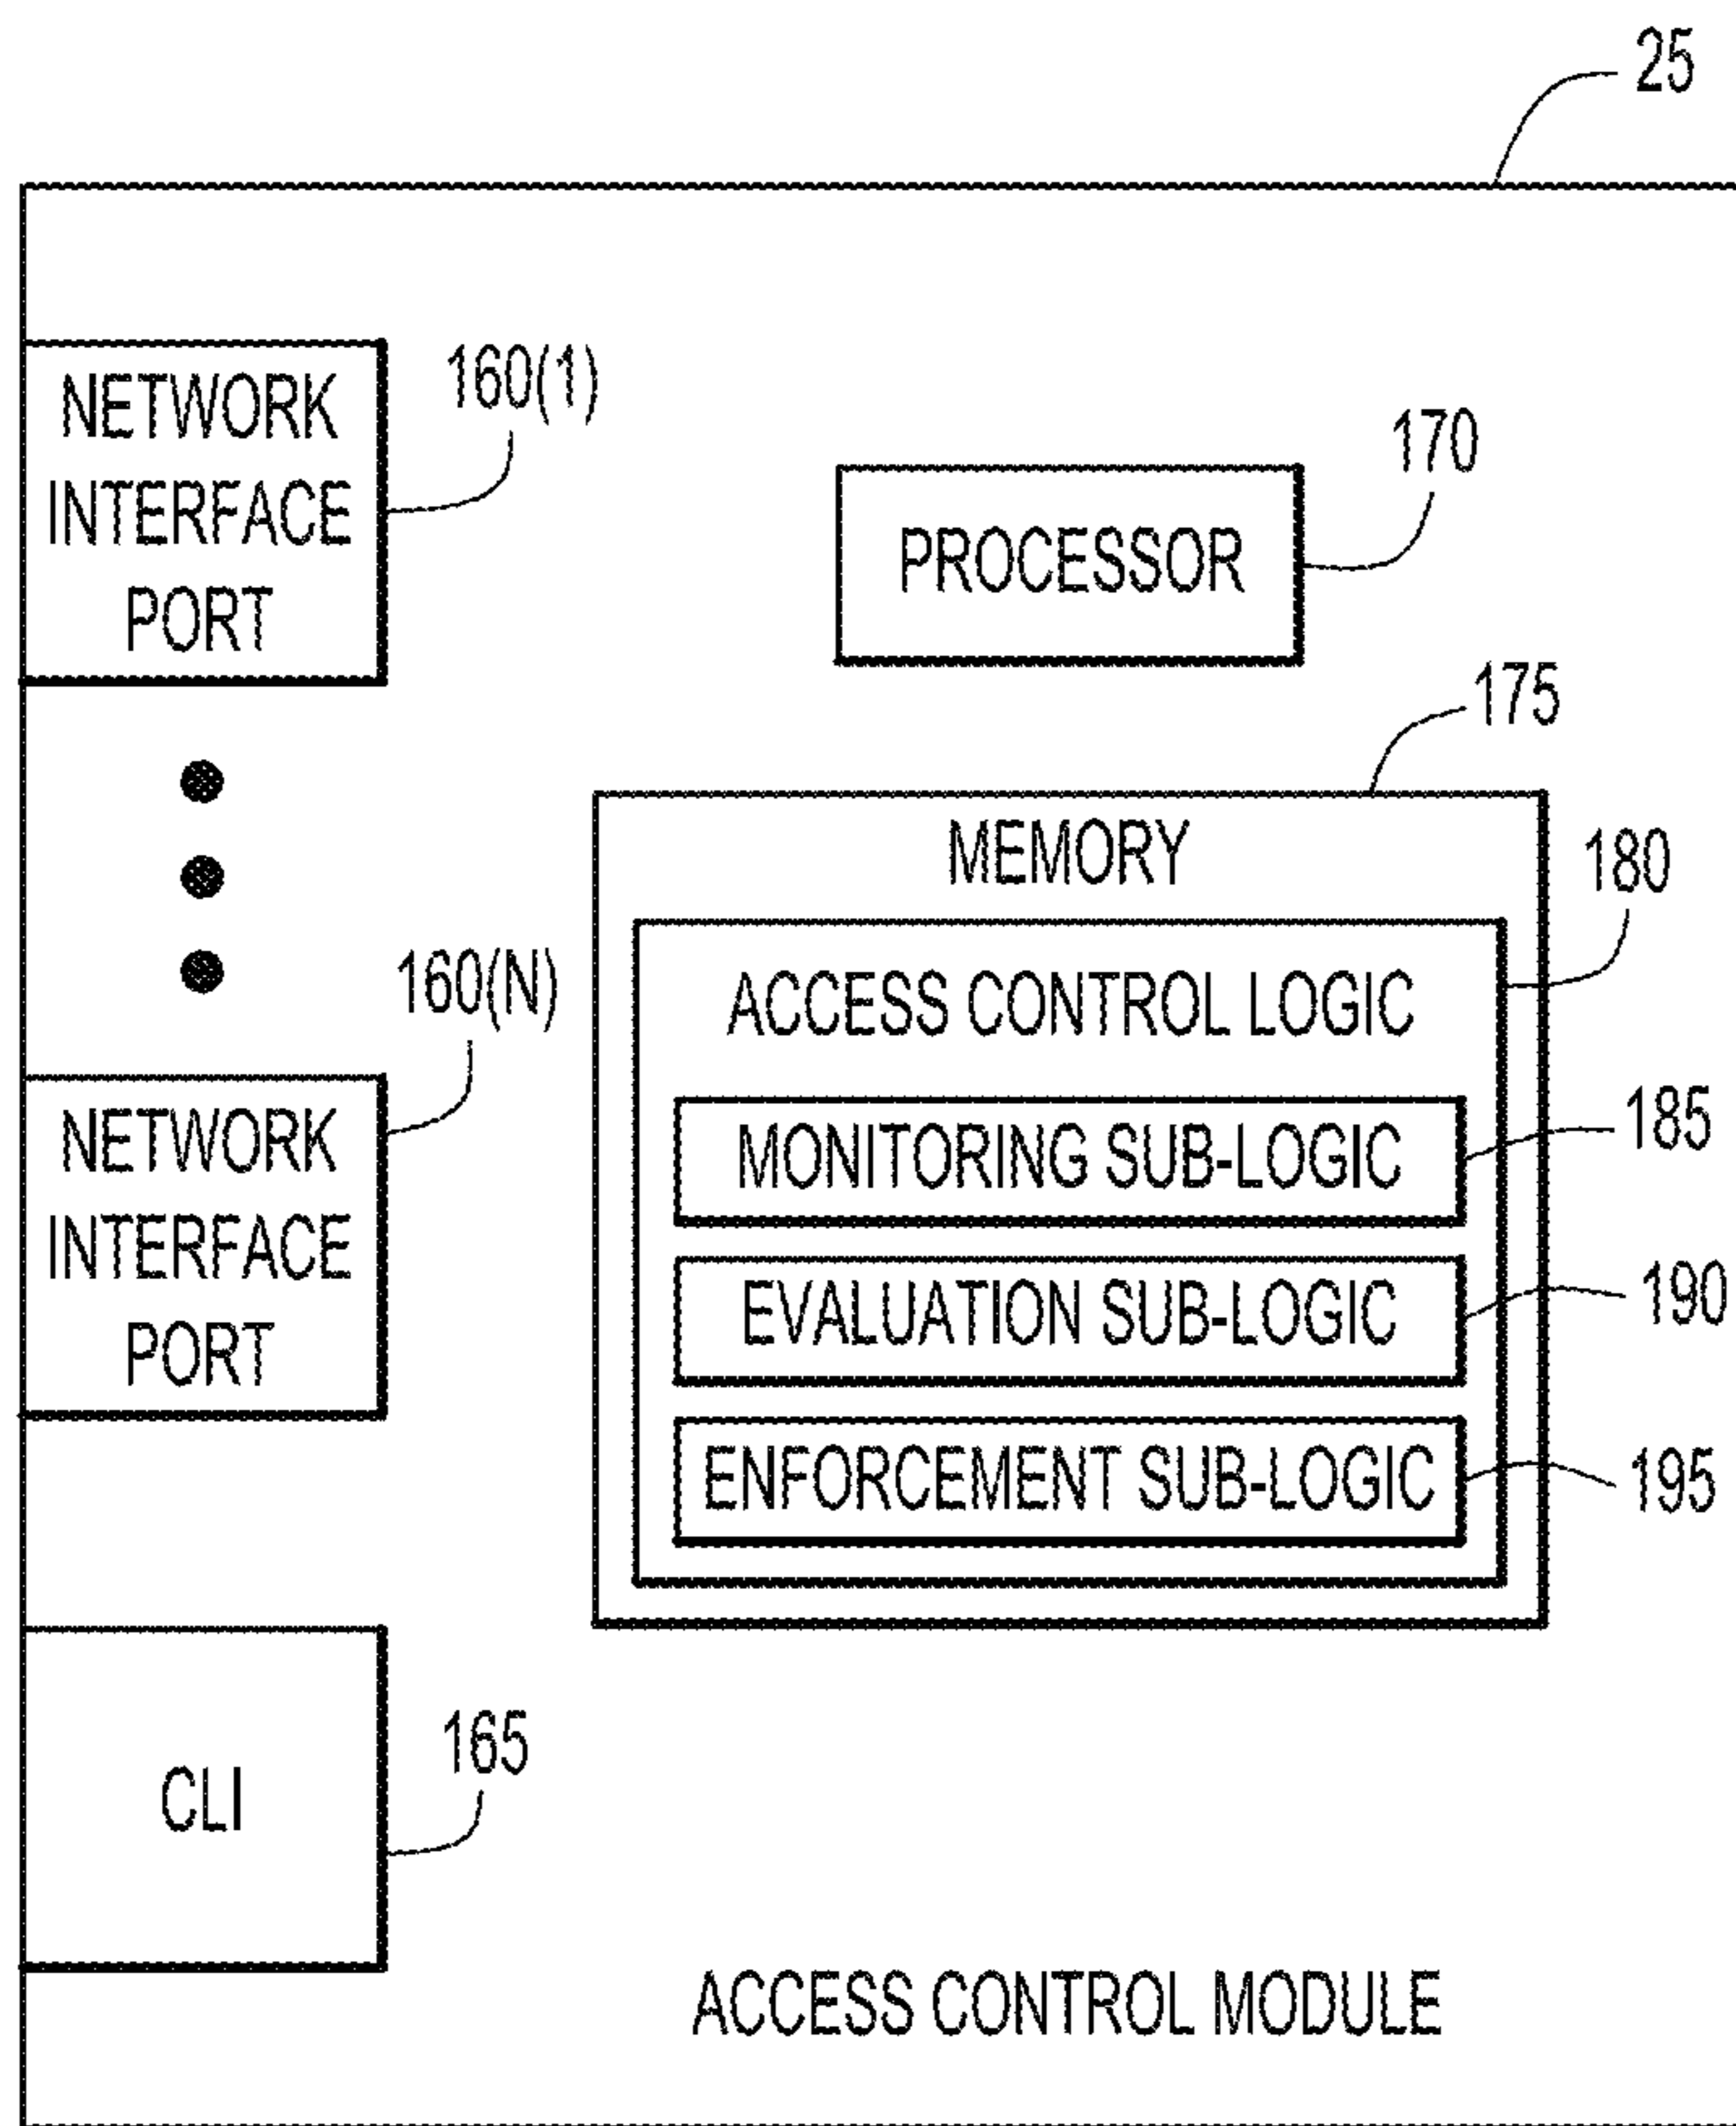 25
NETWORK
INTERFACE
PORT
160(1)
PROCESSOR
170
175
MEMORY
180
ACCESS CONTROL LOGIC
MONITORING SUB-LOGIC
185
EVALUATION SUB-LOGIC
190
ENFORCEMENT SUB-LOGIC
195
160(N)
NETWORK
INTERFACE
PORT
CLI
165
ACCESS CONTROL MODULE